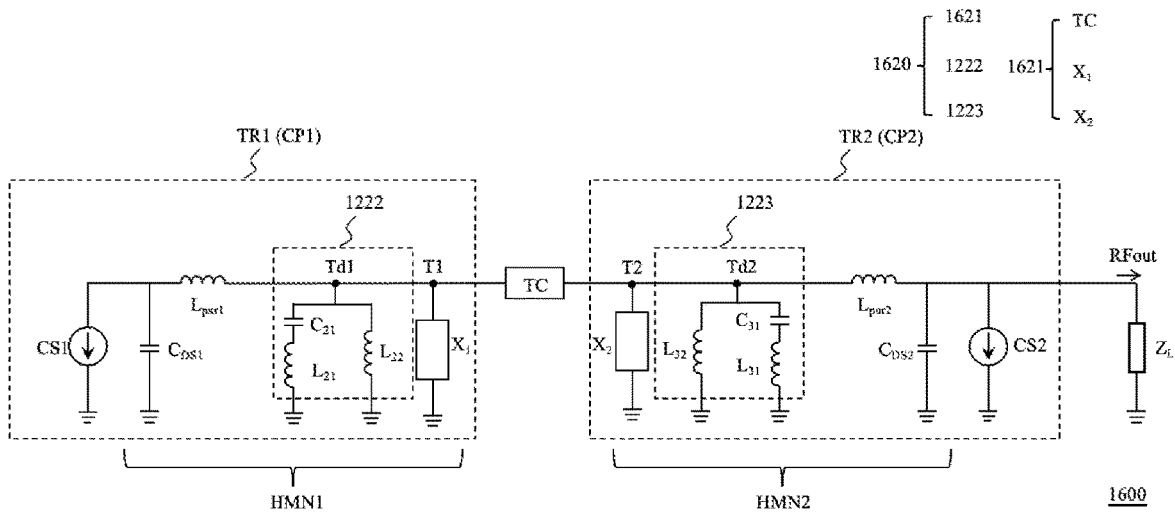 1621
TC
1620
1222
1621
X1
1223
X2
TR1 (CP1)
TR2 (CP2)
1222
1223
Td1
T1
T2
Td2
RFout
TC
Lpar1
Lpar2
C21
C31
CS1
CDS1
L22
X1
X2
L32
CDS2
CS2
ZL
L21
L31
HMN1
HMN2
1600